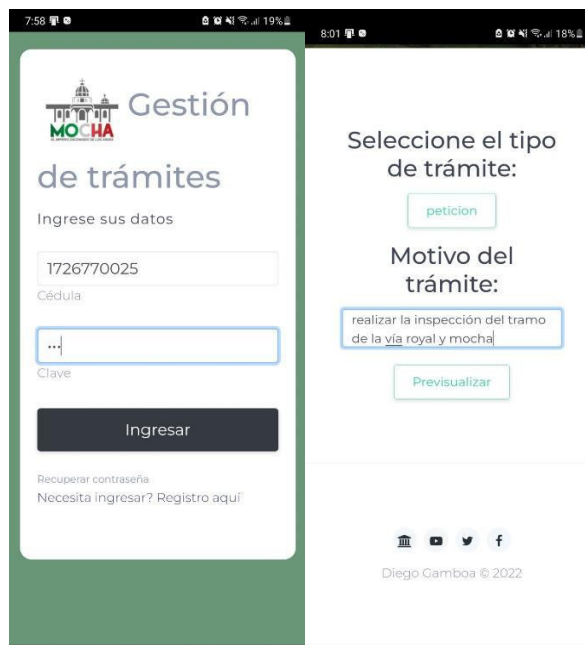 7:58
19%
Gestión
MOCHA
de trámites
Ingrese sus datos
1726770025
Cédula
Clave
Ingresar
Recuperar contraseña
Necesita ingresar? Registro aquí
8:01
18%
Seleccione el tipo
de trámite:
peticion
Motivo del
trámite:
realizar la inspección del tramo
de la vía royal y mocha
Previsualizar
Diego Gamboa © 2022